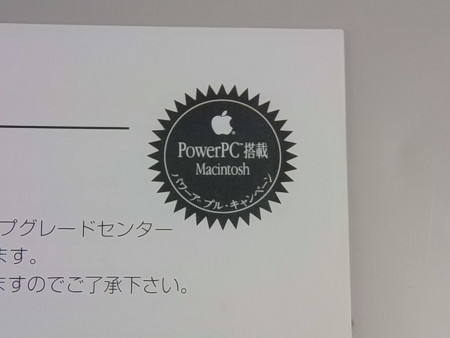 PowerPC™搭載
Macintosh
パワーアップル・キャンペーン
プグレードセンター
ます。
ますのでご了承下さい。